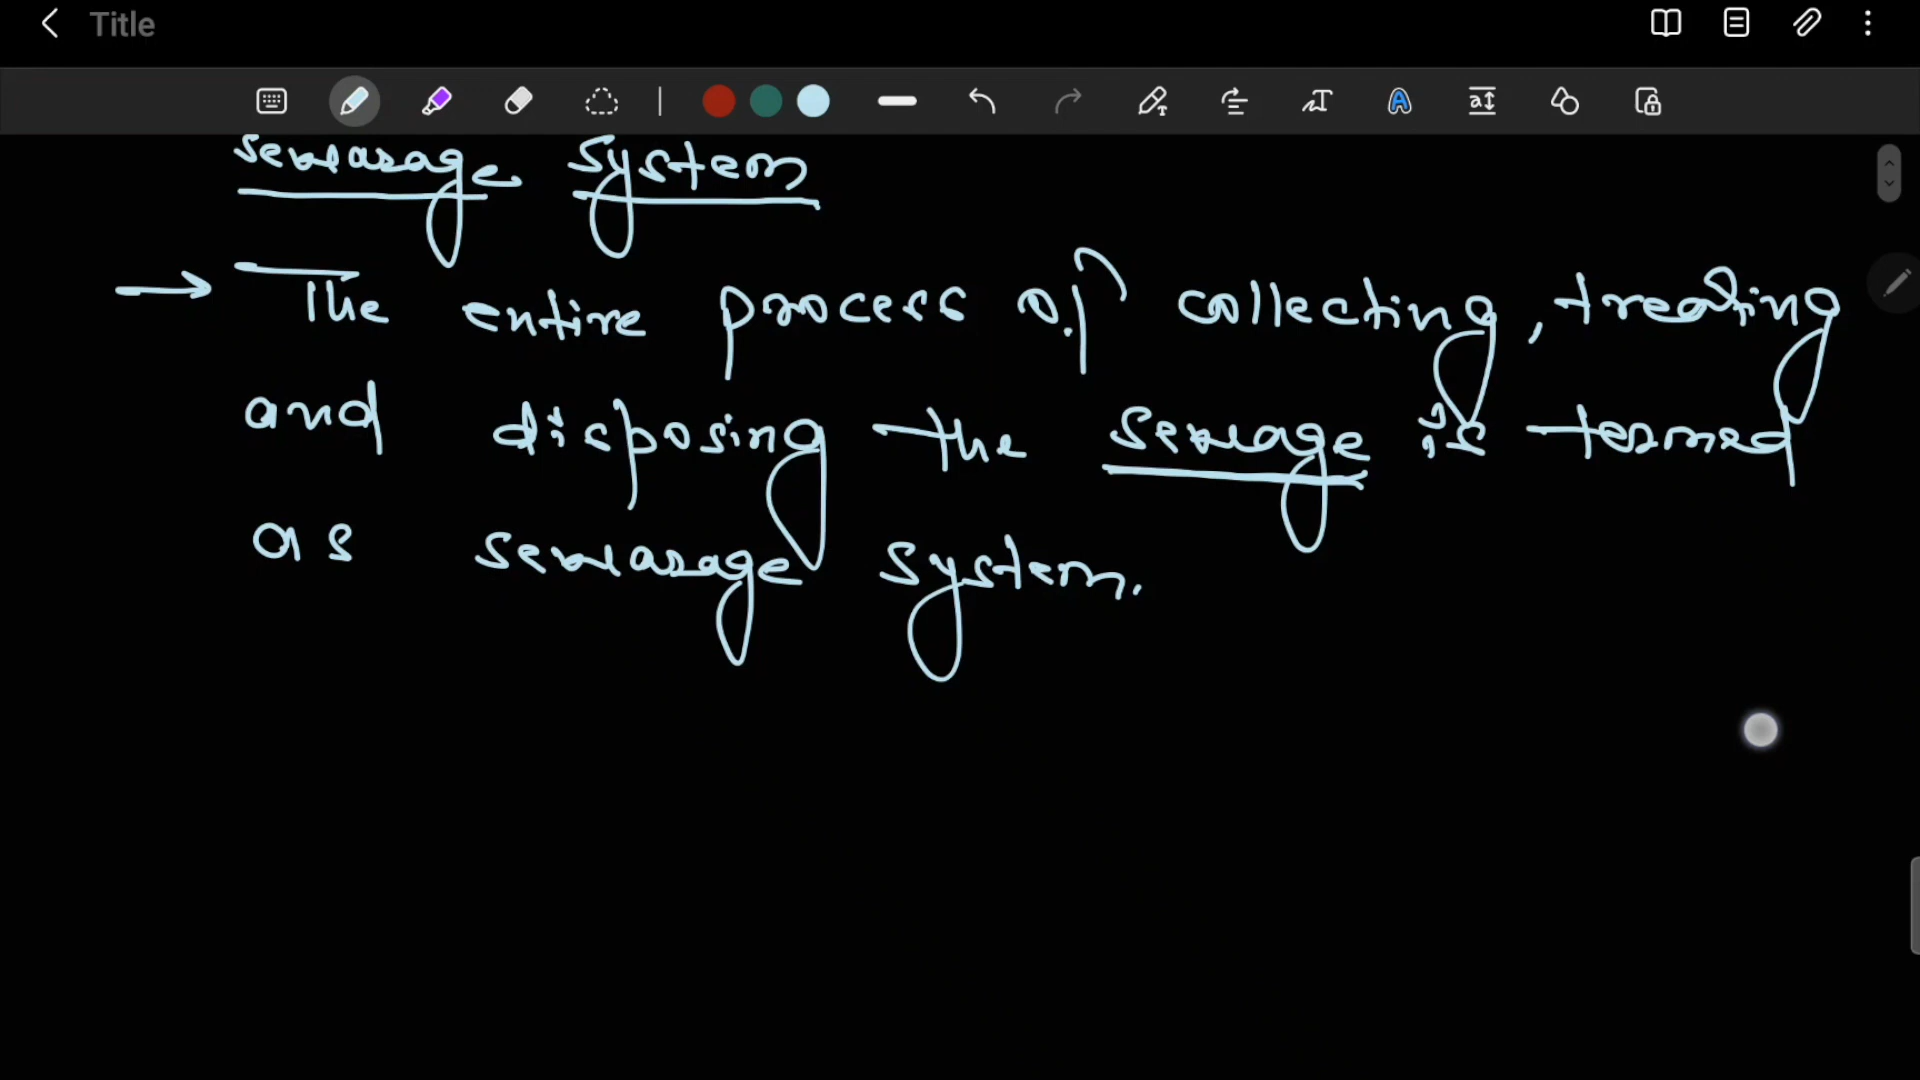 Title
sewarage system
→ The entire process of collecting, treating
and disposing the sewage is termed
as sewarage system.